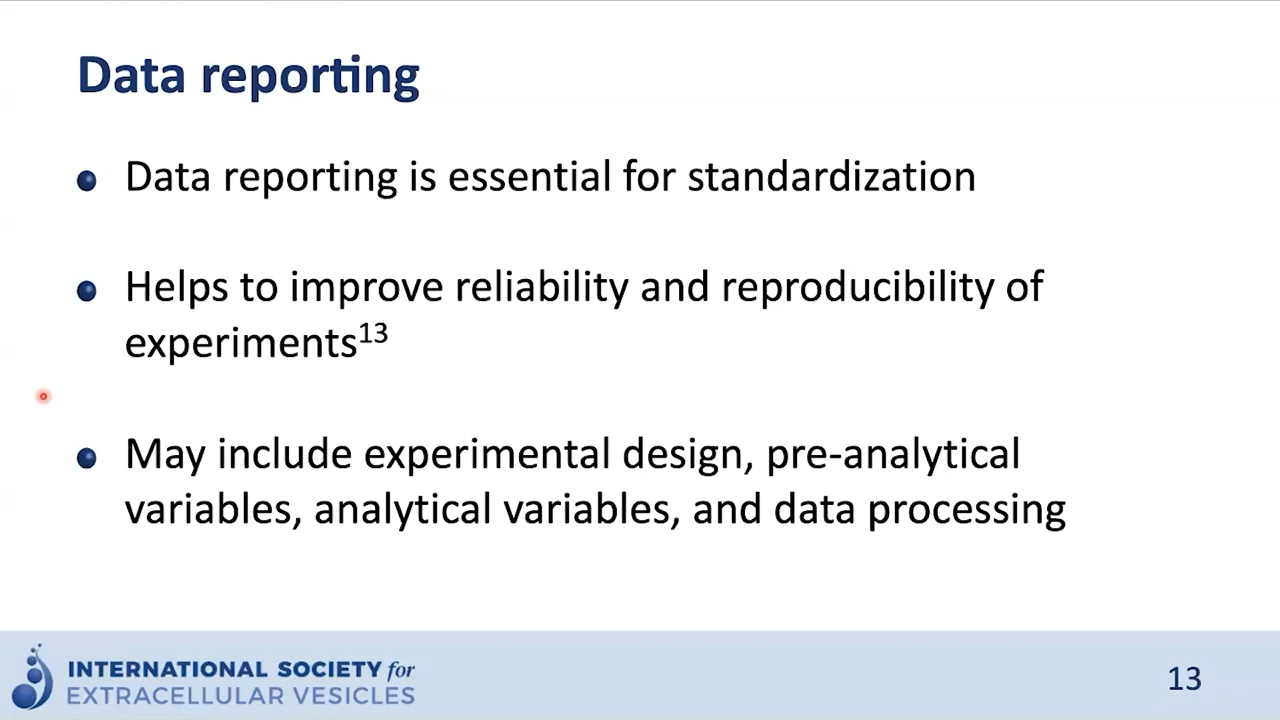 Data reporting
Data reporting is essential for standardization
Helps to improve reliability and reproducibility of
experiments¹³
May include experimental design, pre-analytical
variables, analytical variables, and data processing
INTERNATIONAL SOCIETY for
EXTRACELLULAR VESICLES
13